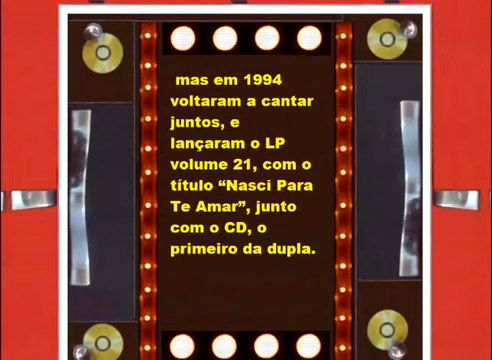 mas em 1994
voltaram a cantar
juntos, e
lançaram o LP
volume 21, com o
título “Nasci Para
Te Amar”, junto
com o CD, o
primeiro da dupla.